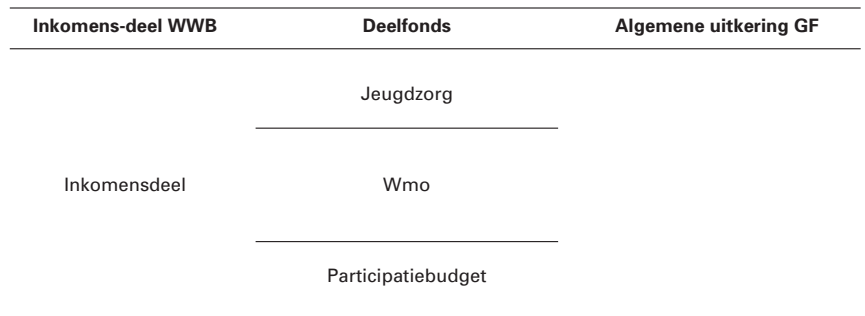 Inkomens-deel WWB Deelfonds Algemene uitkering GF
Jeugdzorg
Inkomensdeel Wmo
Participatiebudget